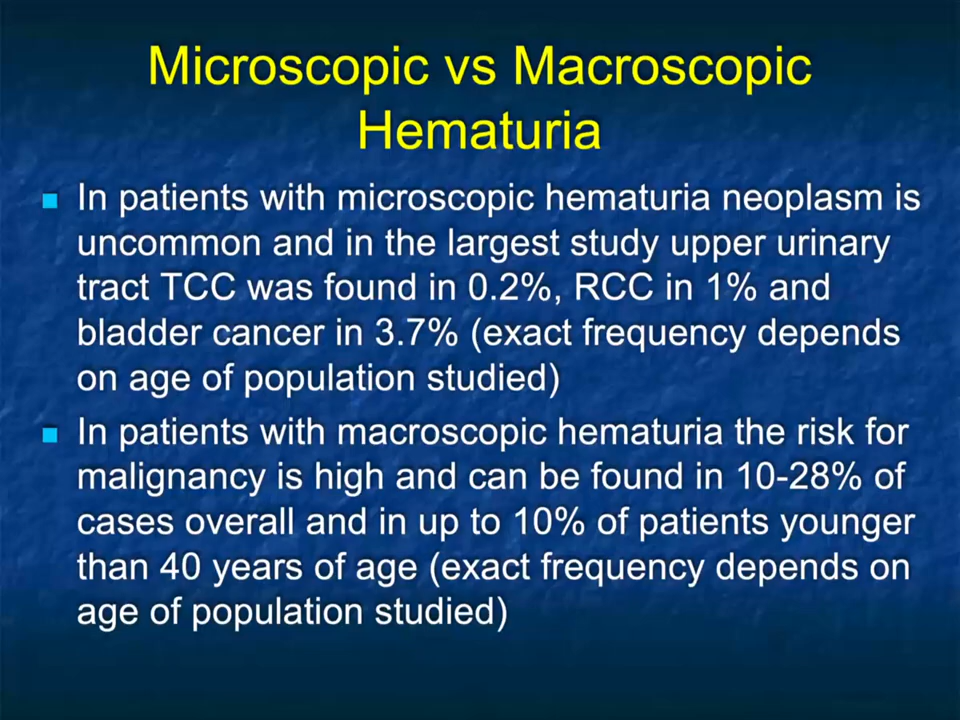 Microscopic vs Macroscopic
Hematuria
In patients with microscopic hematuria neoplasm is
uncommon and in the largest study upper urinary
tract TCC was found in 0.2%, RCC in 1% and
bladder cancer in 3.7% (exact frequency depends
on age of population studied)
In patients with macroscopic hematuria the risk for
malignancy is high and can be found in 10-28% of
cases overall and in up to 10% of patients younger
than 40 years of age (exact frequency depends on
age of population studied)